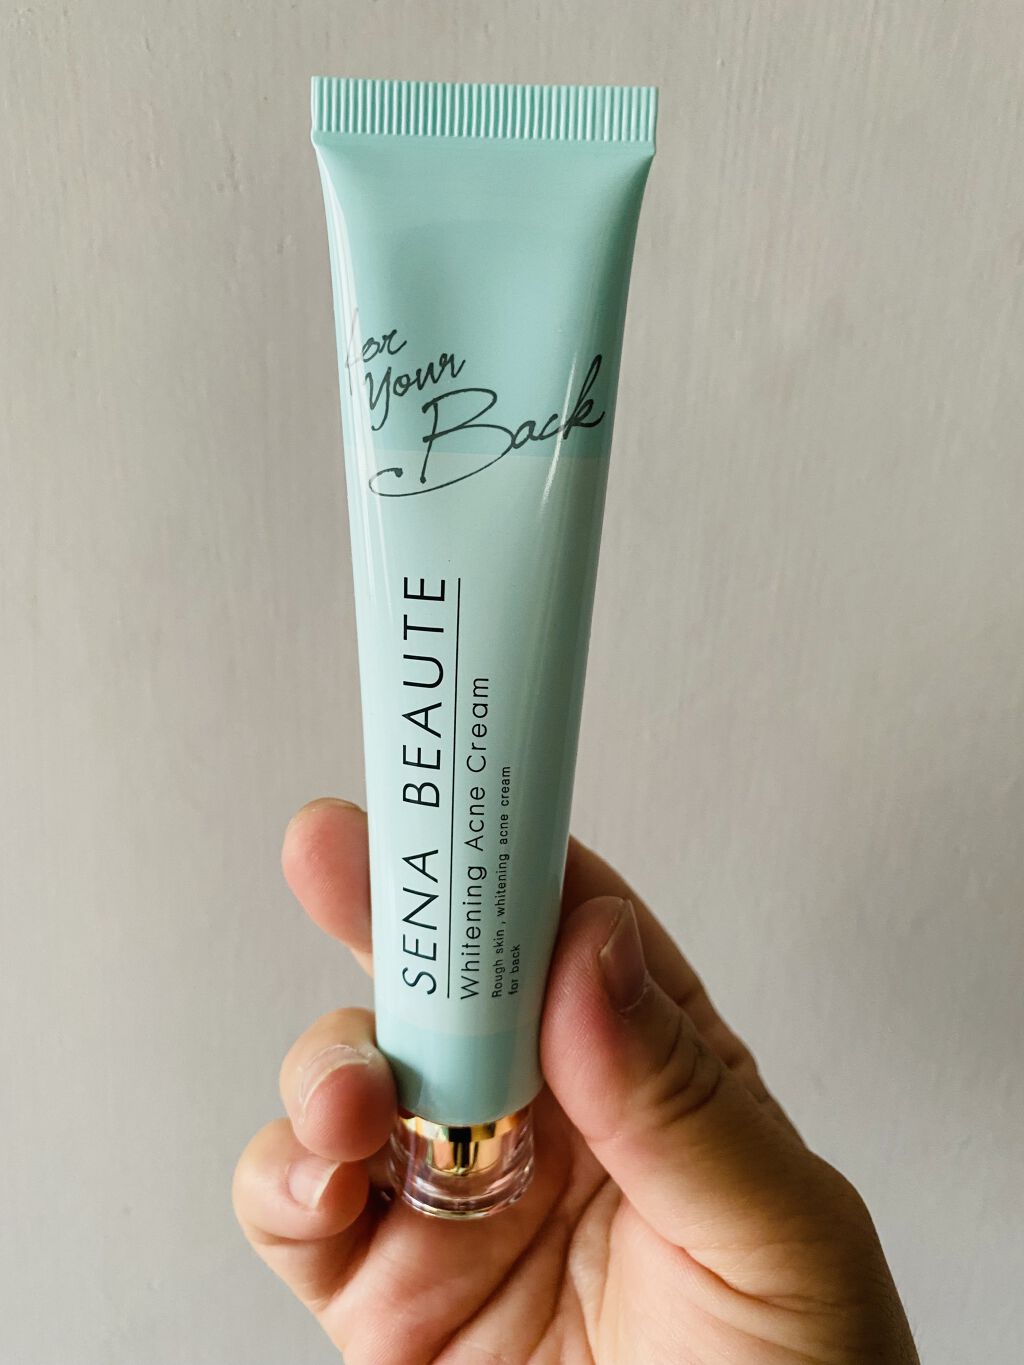 for
Your
Back
SENA BEAUTE
Whitening Acne Cream
Rough skin , whitening acne cream
for back